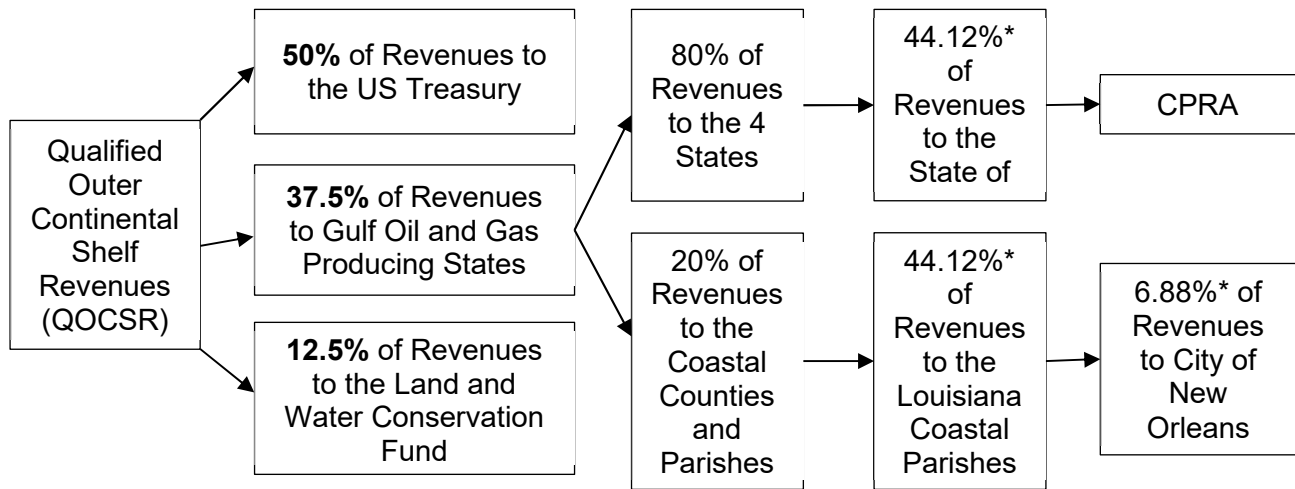 Qualified
Outer
Continental
Shelf
Revenues
(QOCSR)
50% of Revenues to
the US Treasury
37.5% of Revenues
to Gulf Oil and Gas
Producing States
12.5% of Revenues
to the Land and
Water Conservation
Fund
80% of
Revenues
to the 4
States
20% of
Revenues
to the
Coastal
Counties
and
Parishes
44.12%*
of
Revenues
to the
State of
44.12%*
of
Revenues
to the
Louisiana
Coastal
Parishes
CPRA
6.88%* of
Revenues
to City of
New
Orleans